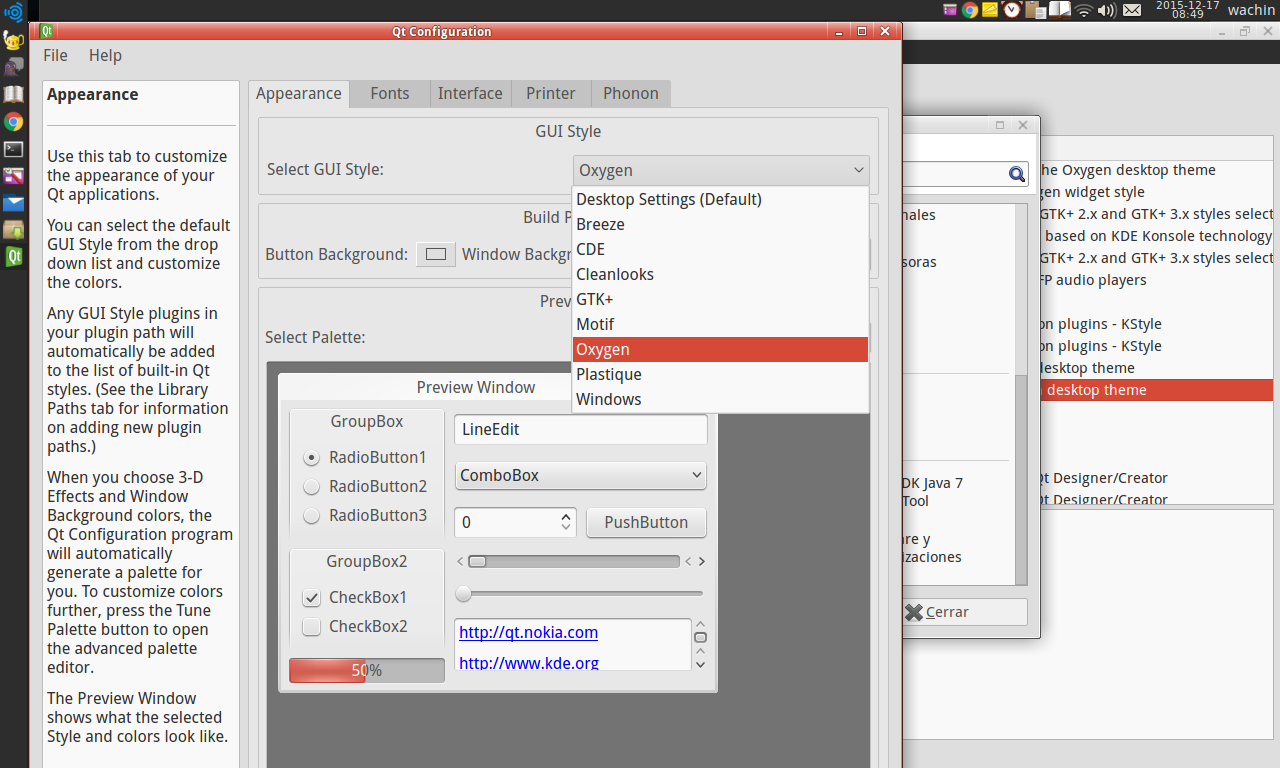 2015-12-17
08:49
wachin
Qt Configuration
File Help
Appearance
Use this tab to customize
the appearance of your
Qt applications.
You can select the default
GUI Style from the drop
down list and customize
the colors.
Any GUI Style plugins in
your plugin path will
automatically be added
to the list of built-in Qt
styles. (See the Library
Paths tab for information
on adding new plugin
paths.)
When you choose 3-D
Effects and Window
Background colors, the
Qt Configuration program
will automatically
generate a palette for
you. To customize colors
further, press the Tune
Palette button to open
the advanced palette
editor.
The Preview Window
shows what the selected
Style and colors look like.
Appearance Fonts Interface Printer Phonon
GUI Style
Select GUI Style: Oxygen
Desktop Settings (Default)
Breeze
CDE
Cleanlooks
GTK+
Motif
Oxygen
Plastique
Windows
Build P
Button Background: Window Backgr
Previ
Select Palette:
Preview Window
GroupBox
RadioButton1
RadioButton2
RadioButton3
GroupBox2
CheckBox1
CheckBox2
50%
LineEdit
ComboBox
0 PushButton
http://qt.nokia.com
http://www.kde.org
nales
soras
DK Java 7
Tool
are y
izaciones
Cerrar
he Oxygen desktop theme
gen widget style
GTK+ 2.x and GTK+ 3.x styles select
based on KDE Konsole technology
GTK+ 2.x and GTK+ 3.x styles select
FP audio players
on plugins - KStyle
on plugins - KStyle
desktop theme
desktop theme
Qt Designer/Creator
Qt Designer/Creator